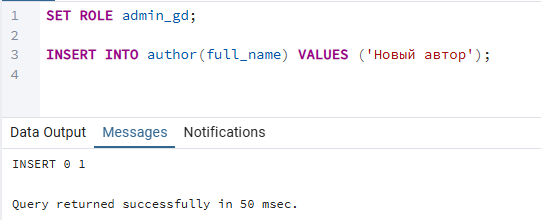 1 SET ROLE admin_gd;
2
3 INSERT INTO author(full_name) VALUES ('Новый автор');
4
Data Output Messages Notifications
INSERT 0 1
Query returned successfully in 50 msec.